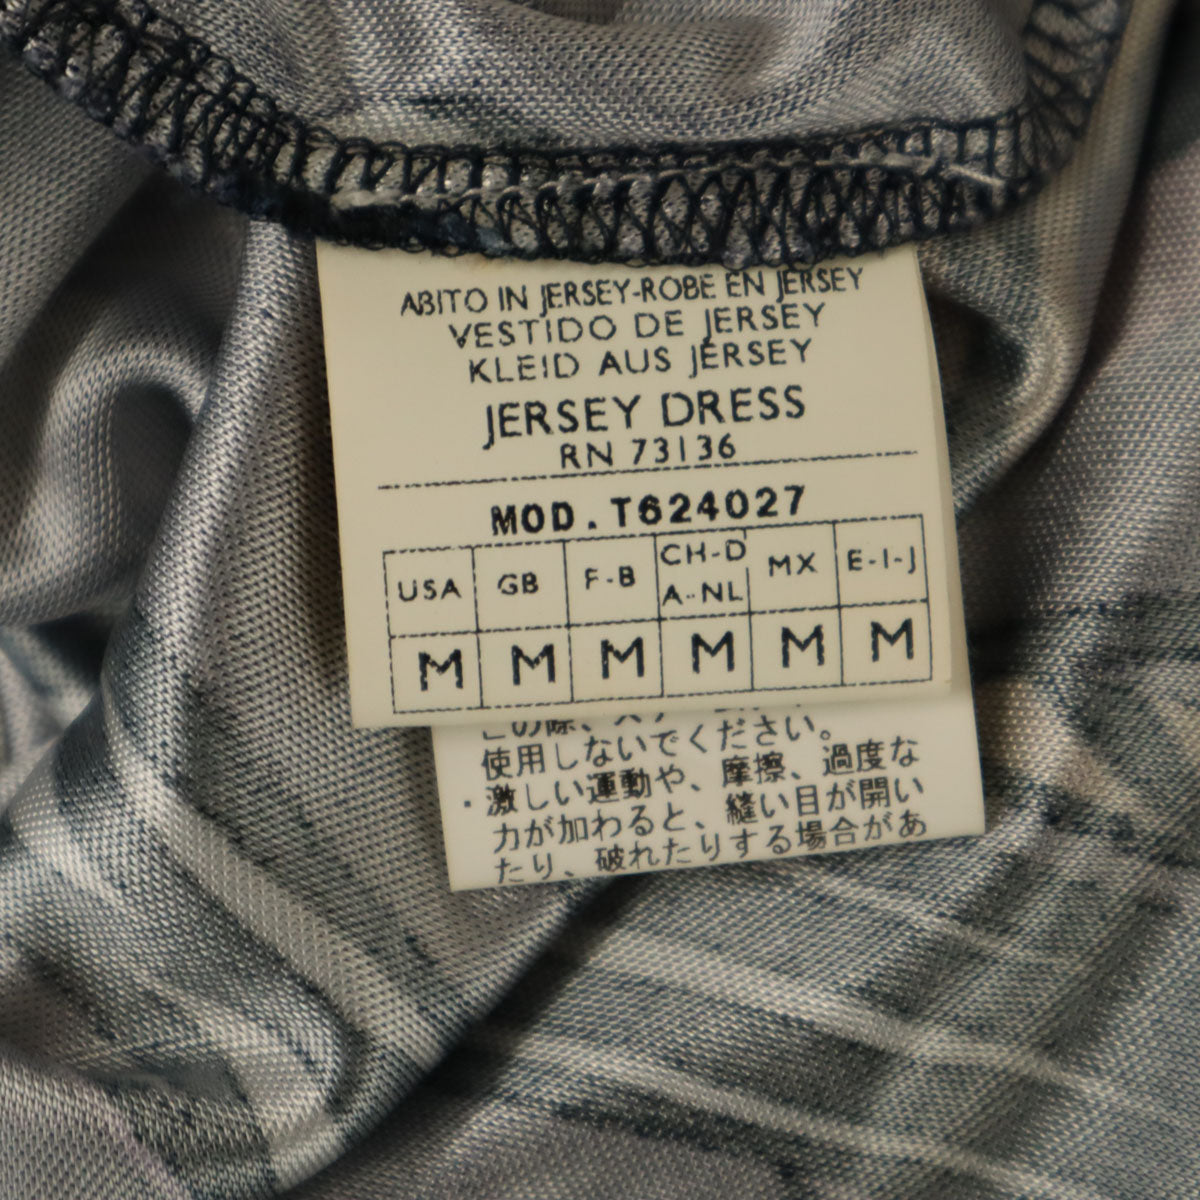 ABITO IN JERSEY-ROBE EN JERSEY
VESTIDO DE JERSEY
KLEID AUS JERSEY
JERSEY DRESS
RN 73136
MOD. T624027
USA GB F-B CH-D A-NL MX E-I-J
M M M M M M
この際、
使用しないでください。
・激しい運動や、摩擦、過度な
力が加わると、縫い目が開い
たり、破れたりする場合があ